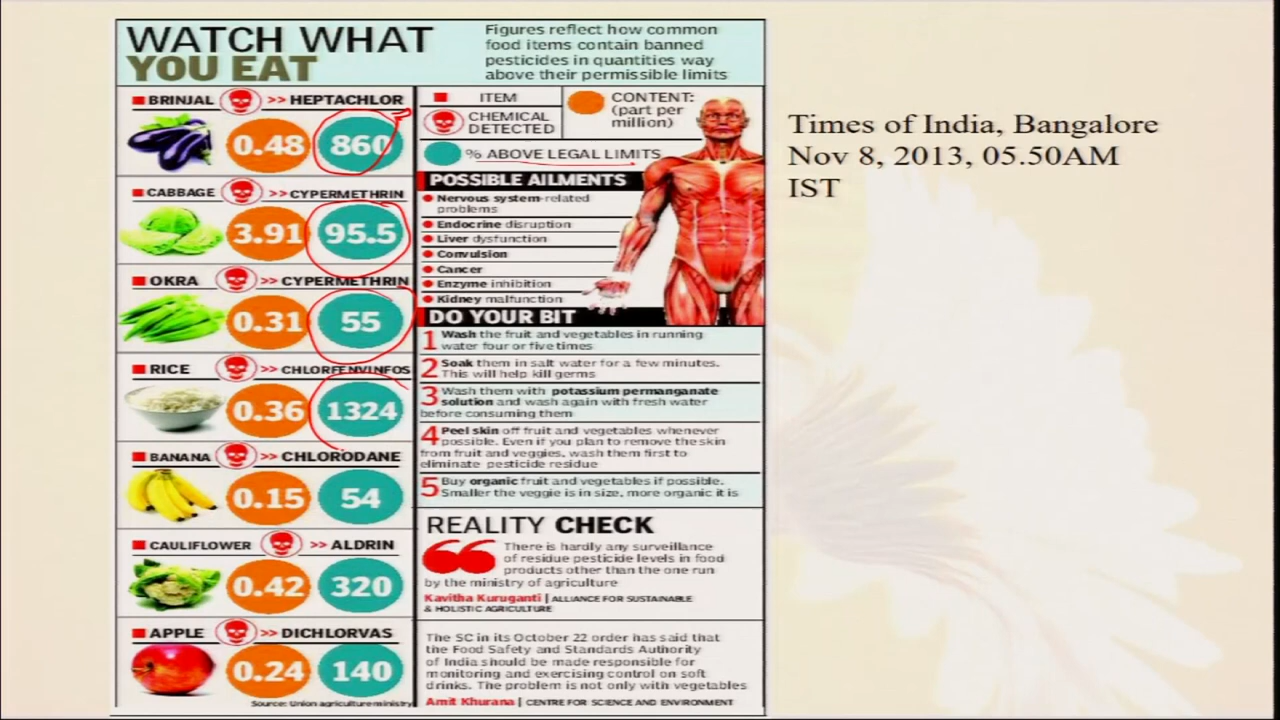 WATCH WHAT
YOU EAT
Figures reflect how common
food items contain banned
pesticides in quantities way
above their permissible limits
BRINJAL >> HEPTACHLOR
0.48 860
CABBAGE >> CYPERMETHRIN
3.91 95.5
OKRA >> CYPERMETHRIN
0.31 55
RICE >> CHLORFENVINFOS
0.36 1324
BANANA >> CHLORODANE
0.15 54
CAULIFLOWER >> ALDRIN
0.42 320
APPLE >> DICHLORVAS
0.24 140
Source: Union agriculture ministry
ITEM
CHEMICAL
DETECTED
CONTENT:
(part per
million)
% ABOVE LEGAL LIMITS
POSSIBLE AILMENTS
Nervous system-related
problems
Endocrine disruption
Liver dysfunction
Convulsion
Cancer
Enzyme inhibition
Kidney malfunction
DO YOUR BIT
1 Wash the fruit and vegetables in running
water four or five times
2 Soak them in salt water for a few minutes.
This will help kill germs
3 Wash them with potassium permanganate
solution and wash again with fresh water
before consuming them
4 Peel skin off fruit and vegetables whenever
possible. Even if you plan to remove the skin
from fruit and veggies, wash them first to
eliminate pesticide residue
5 Buy organic fruit and vegetables if possible.
Smaller the veggie is in size, more organic it is
REALITY CHECK
There is hardly any surveillance
of residue pesticide levels in food
products other than the one run
by the ministry of agriculture
Kavitha Kuruganti | ALLIANCE FOR SUSTAINABLE
& HOLISTIC AGRICULTURE
The SC in its October 22 order has said that
the Food Safety and Standards Authority
of India should be made responsible for
monitoring and exercising control on soft
drinks. The problem is not only with vegetables
Amit Khurana | CENTRE FOR SCIENCE AND ENVIRONMENT
Times of India, Bangalore
Nov 8, 2013, 05.50AM
IST